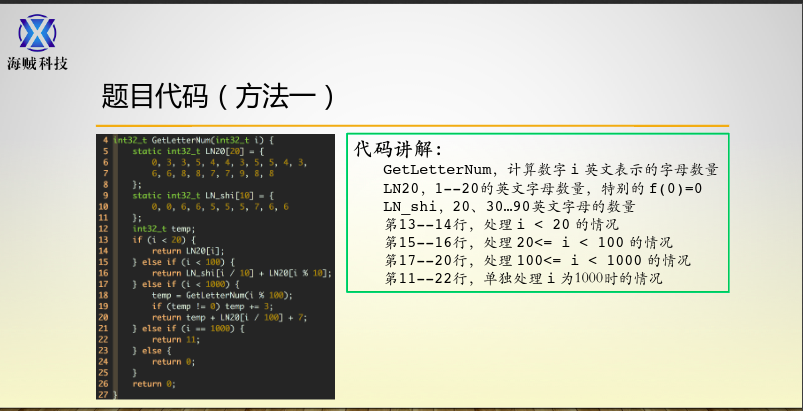 海贼科技
题目代码（方法一）
4 int32_t GetLetterNum(int32_t i) {
5 static int32_t LN20[20] = {
6 0, 3, 3, 5, 4, 4, 3, 5, 5, 4, 3,
7 6, 6, 8, 8, 7, 7, 9, 8, 8
8 };
9 static int32_t LN_shi[10] = {
10 0, 0, 6, 6, 5, 5, 5, 7, 6, 6
11 };
12 int32_t temp;
13 if (i < 20) {
14 return LN20[i];
15 } else if (i < 100) {
16 return LN_shi[i / 10] + LN20[i % 10];
17 } else if (i < 1000) {
18 temp = GetLetterNum(i % 100);
19 if (temp != 0) temp += 3;
20 return temp + LN20[i / 100] + 7;
21 } else if (i == 1000) {
22 return 11;
23 } else {
24 return 0;
25 }
26 return 0;
27 }
代码讲解：
GetLetterNum，计算数字 i 英文表示的字母数量
LN20，1--20的英文字母数量，特别的 f(0)=0
LN_shi，20、30…90英文字母的数量
第13--14行，处理 i < 20 的情况
第15--16行，处理 20<= i < 100 的情况
第17--20行，处理 100<= i < 1000 的情况
第11--22行，单独处理 i 为1000时的情况